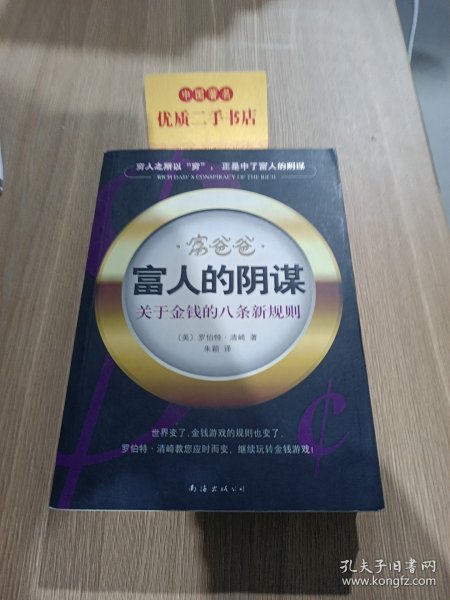 中国著名
优质二手书店
穷人之所以“穷”，正是中了富人的阴谋
RICH DAD'S CONSPIRACY OF THE RICH
·富爸爸·
富人的阴谋
关于金钱的八条新规则
〔美〕罗伯特·清崎 著
朱颖 译
世界变了，金钱游戏的规则也变了。
罗伯特·清崎教您应时而变，继续玩转金钱游戏！
南海出版公司
孔夫子旧书网
www.kongfz.com